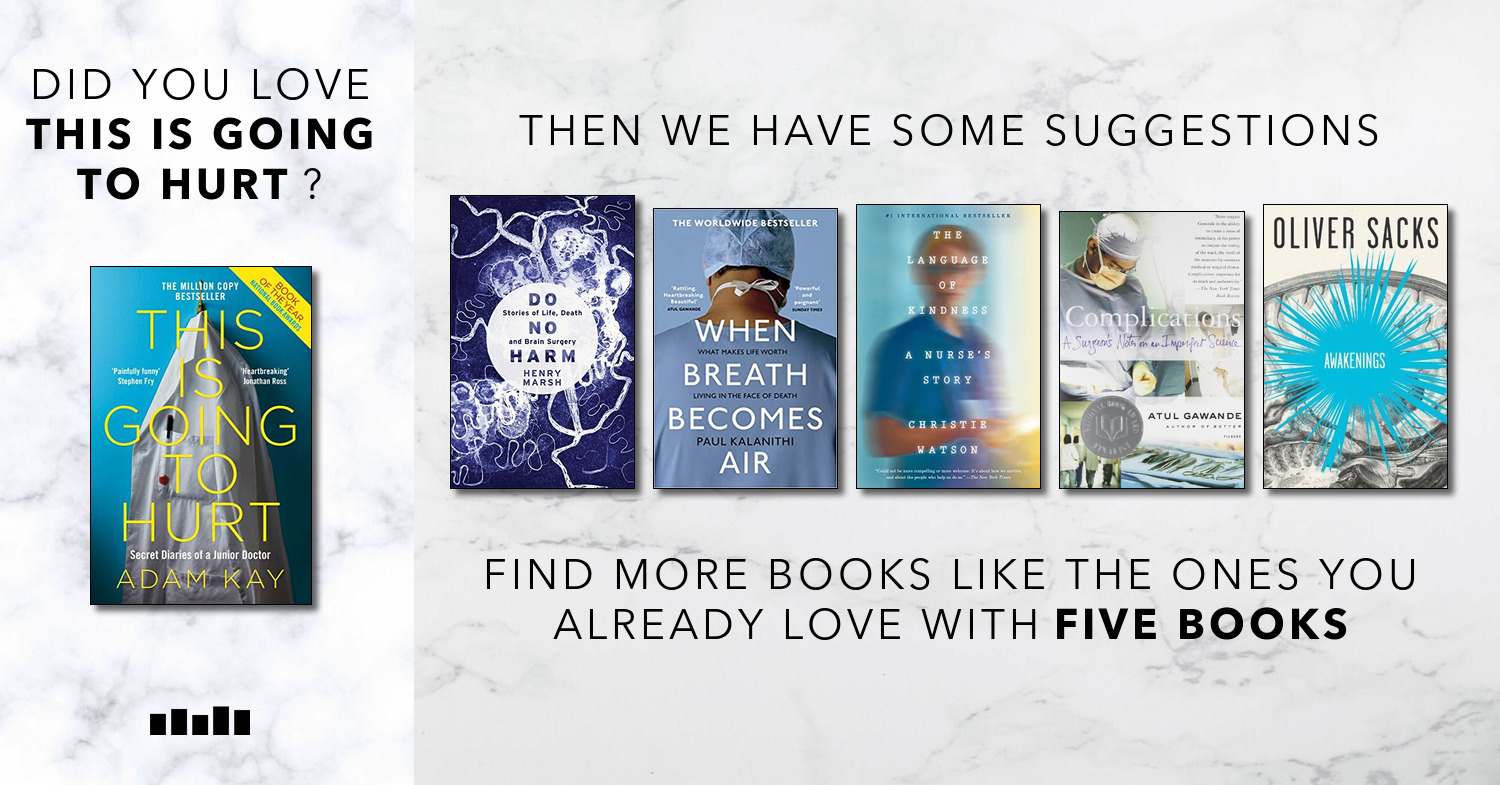 DID YOU LOVE
THIS IS GOING
TO HURT ?
THE MILLION COPY
BESTSELLER
BOOK
OF THE YEAR
NATIONAL BOOK AWARDS
THIS
IS
GOING
TO
HURT
'Painfully funny'
Stephen Fry
'Heartbreaking'
Jonathan Ross
Secret Diaries of a Junior Doctor
ADAM KAY
THEN WE HAVE SOME SUGGESTIONS
DO
Stories of Life, Death
NO
and Brain Surgery
HARM
HENRY
MARSH
THE WORLDWIDE BESTSELLER
'Rattling.
Heartbreaking.
Beautiful'
ATUL GAWANDE
'Powerful
and
poignant'
SUNDAY TIMES
WHEN
WHAT MAKES LIFE WORTH
BREATH
LIVING IN THE FACE OF DEATH
BECOMES
PAUL KALANITHI
AIR
#1 INTERNATIONAL BESTSELLER
THE
LANGUAGE
OF
KINDNESS
A NURSE'S
STORY
CHRISTIE
WATSON
"Could not be more compelling or more welcome: It's about how we survive,
and about the people who help us do so." —The New York Times
Complications
A Surgeon's Notes on an Imperfect Science
ATUL GAWANDE
AUTHOR OF BETTER
PICADOR
OLIVER SACKS
AWAKENINGS
FIND MORE BOOKS LIKE THE ONES YOU
ALREADY LOVE WITH FIVE BOOKS